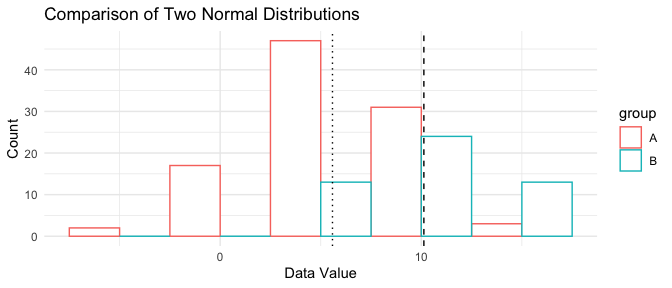 Comparison of Two Normal Distributions
40
30
20
10
0
Count
0 10
Data Value
group
A
B